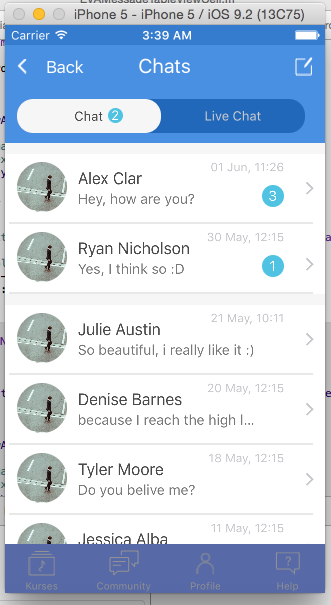 EVAMessageTableViewCell.m
iPhone 5 - iPhone 5 / iOS 9.2 (13C75)
Carrier 3:39 AM
Back Chats
Chat 2 Live Chat
01 Jun, 11:26
Alex Clar
Hey, how are you? 3
30 May, 12:15
Ryan Nicholson
Yes, I think so :D 1
21 May, 10:11
Julie Austin
So beautiful, i really like it :)
20 May, 12:15
Denise Barnes
because I reach the high l...
18 May, 12:15
Tyler Moore
Do you belive me?
11 May, 12:15
Jessica Alba
Kurses Community Profile Help